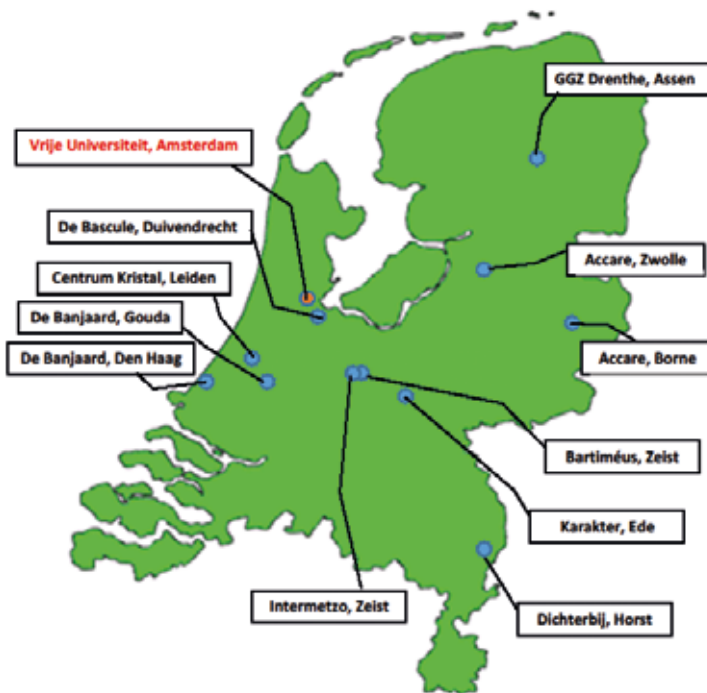 GGZ Drenthe, Assen
Vrije Universiteit, Amsterdam
De Bascule, Duivendrecht
Centrum Kristal, Leiden
Accare, Zwolle
De Banjaard, Gouda
De Banjaard, Den Haag
Accare, Borne
Bartiméus, Zeist
Karakter, Ede
Intermetzo, Zeist
Dichterbij, Horst